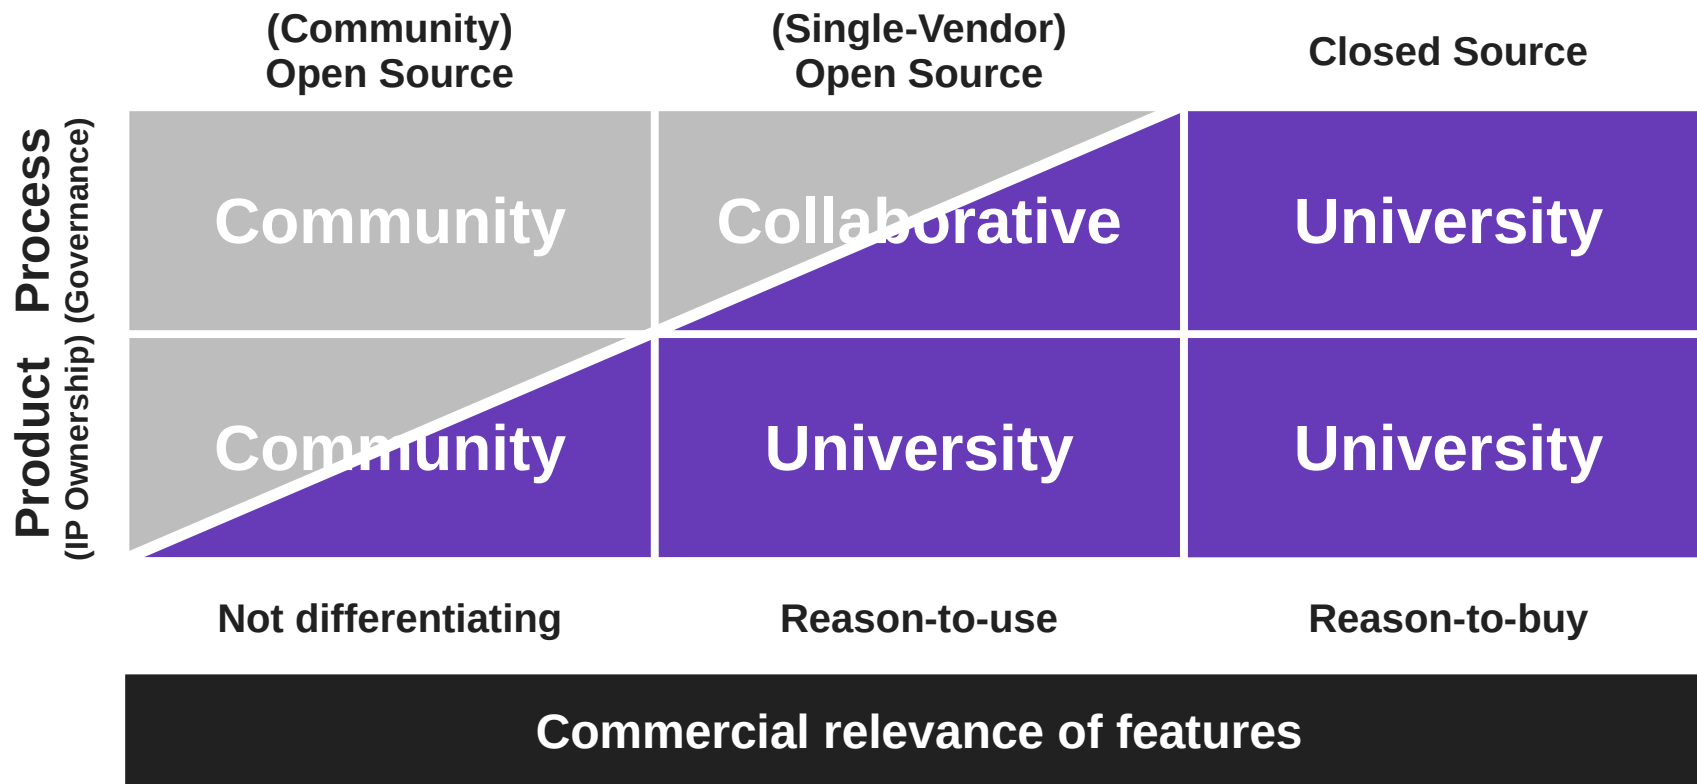 (Community)
Open Source
(Single-Vendor)
Open Source
Closed Source
Process
(Governance)
Community
Collaborative
University
Product
(IP Ownership)
Community
University
University
Not differentiating
Reason-to-use
Reason-to-buy
Commercial relevance of features